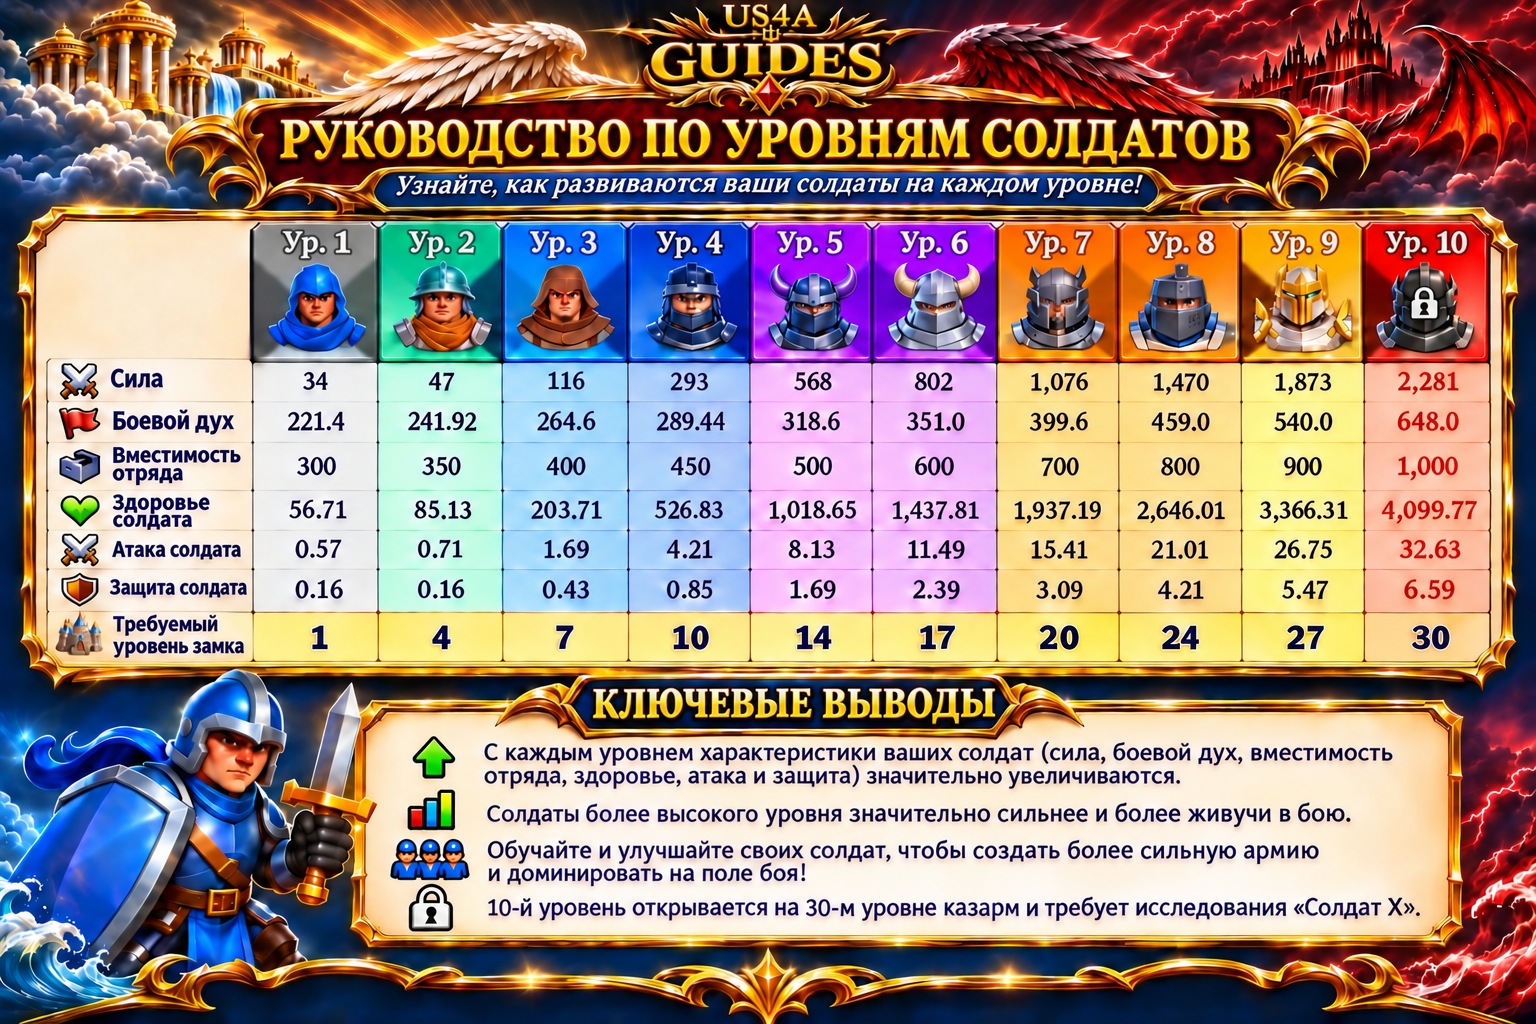 US4A
GUIDES
РУКОВОДСТВО ПО УРОВНЯМ СОЛДАТОВ
Узнайте, как развиваются ваши солдаты на каждом уровне!
Ур. 1 Ур. 2 Ур. 3 Ур. 4 Ур. 5 Ур. 6 Ур. 7 Ур. 8 Ур. 9 Ур. 10
Сила 34 47 116 293 568 802 1,076 1,470 1,873 2,281
Боевой дух 221.4 241.92 264.6 289.44 318.6 351.0 399.6 459.0 540.0 648.0
Вместимость
отряда 300 350 400 450 500 600 700 800 900 1,000
Здоровье
солдата 56.71 85.13 203.71 526.83 1,018.65 1,437.81 1,937.19 2,646.01 3,366.31 4,099.77
Атака солдата 0.57 0.71 1.69 4.21 8.13 11.49 15.41 21.01 26.75 32.63
Защита солдата 0.16 0.16 0.43 0.85 1.69 2.39 3.09 4.21 5.47 6.59
Требуемый
уровень замка 1 4 7 10 14 17 20 24 27 30
КЛЮЧЕВЫЕ ВЫВОДЫ
С каждым уровнем характеристики ваших солдат (сила, боевой дух, вместимость
отряда, здоровье, атака и защита) значительно увеличиваются.
Солдаты более высокого уровня значительно сильнее и более живучи в бою.
Обучайте и улучшайте своих солдат, чтобы создать более сильную армию
и доминировать на поле боя!
10-й уровень открывается на 30-м уровне казарм и требует исследования «Солдат X».